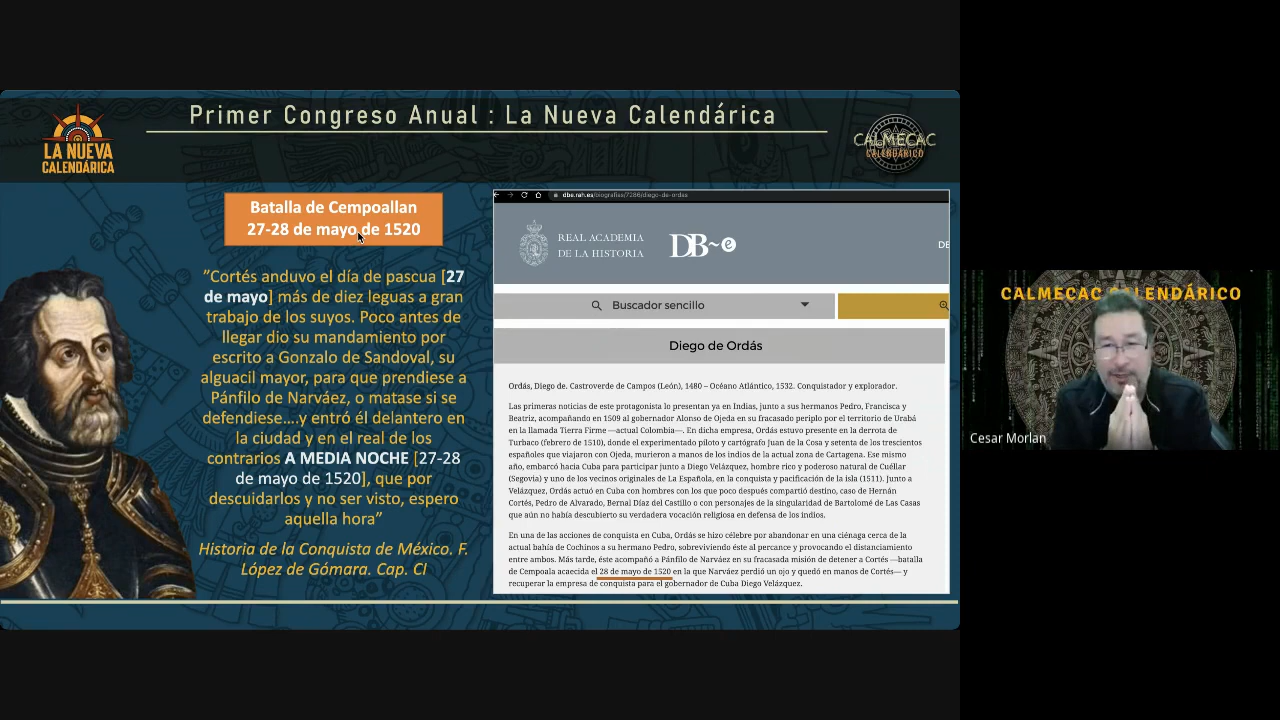 Primer Congreso Anual : La Nueva Calendárica
LA NUEVA
CALENDÁRICA
CALMECAC
CALENDÁRICO
Batalla de Cempoallan
27-28 de mayo de 1520
”Cortés anduvo el día de pascua [27
de mayo] más de diez leguas a gran
trabajo de los suyos. Poco antes de
llegar dio su mandamiento por
escrito a Gonzalo de Sandoval, su
alguacil mayor, para que prendiese a
Pánfilo de Narváez, o matase si se
defendiese....y entró él delantero en
la ciudad y en el real de los
contrarios A MEDIA NOCHE [27-28
de mayo de 1520], que por
descuidarlos y no ser visto, espero
aquella hora”
Historia de la Conquista de México. F.
López de Gómara. Cap. CI
dbe.rah.es/biografias/7286/diego-de-ordas
REAL ACADEMIA
DE LA HISTORIA
DB~e
DE
Buscador sencillo
Diego de Ordás
Ordás, Diego de. Castroverde de Campos (León), 1480 – Océano Atlántico, 1532. Conquistador y explorador.
Las primeras noticias de este protagonista lo presentan ya en Indias, junto a sus hermanos Pedro, Francisca y
Beatriz, acompañando en 1509 al gobernador Alonso de Ojeda en su fracasado periplo por el territorio de Urabá
en la llamada Tierra Firme —actual Colombia—. En dicha empresa, Ordás estuvo presente en la derrota de
Turbaco (febrero de 1510), donde el experimentado piloto y cartógrafo Juan de la Cosa y setenta de los trescientos
españoles que viajaron con Ojeda, murieron a manos de los indios de la actual zona de Cartagena. Ese mismo
año, embarcó hacia Cuba para participar junto a Diego Velázquez, hombre rico y poderoso natural de Cuéllar
(Segovia) y uno de los vecinos originales de La Española, en la conquista y pacificación de la isla (1511). Junto a
Velázquez, Ordás actuó en Cuba con hombres con los que poco después compartió destino, caso de Hernán
Cortés, Pedro de Alvarado, Bernal Díaz del Castillo o con personajes de la singularidad de Bartolomé de Las Casas
que aún no había descubierto su verdadera vocación religiosa en defensa de los indios.
En una de las acciones de conquista en Cuba, Ordás se hizo célebre por abandonar en una ciénaga cerca de la
actual bahía de Cochinos a su hermano Pedro, sobreviviendo éste al percance y provocando el distanciamiento
entre ambos. Más tarde, éste acompañó a Pánfilo de Narváez en su fracasada misión de detener a Cortés —batalla
de Cempoala acaecida el 28 de mayo de 1520 en la que Narváez perdió un ojo y quedó en manos de Cortés— y
recuperar la empresa de conquista para el gobernador de Cuba Diego Velázquez.
CALMECAC
Cesar Morlan